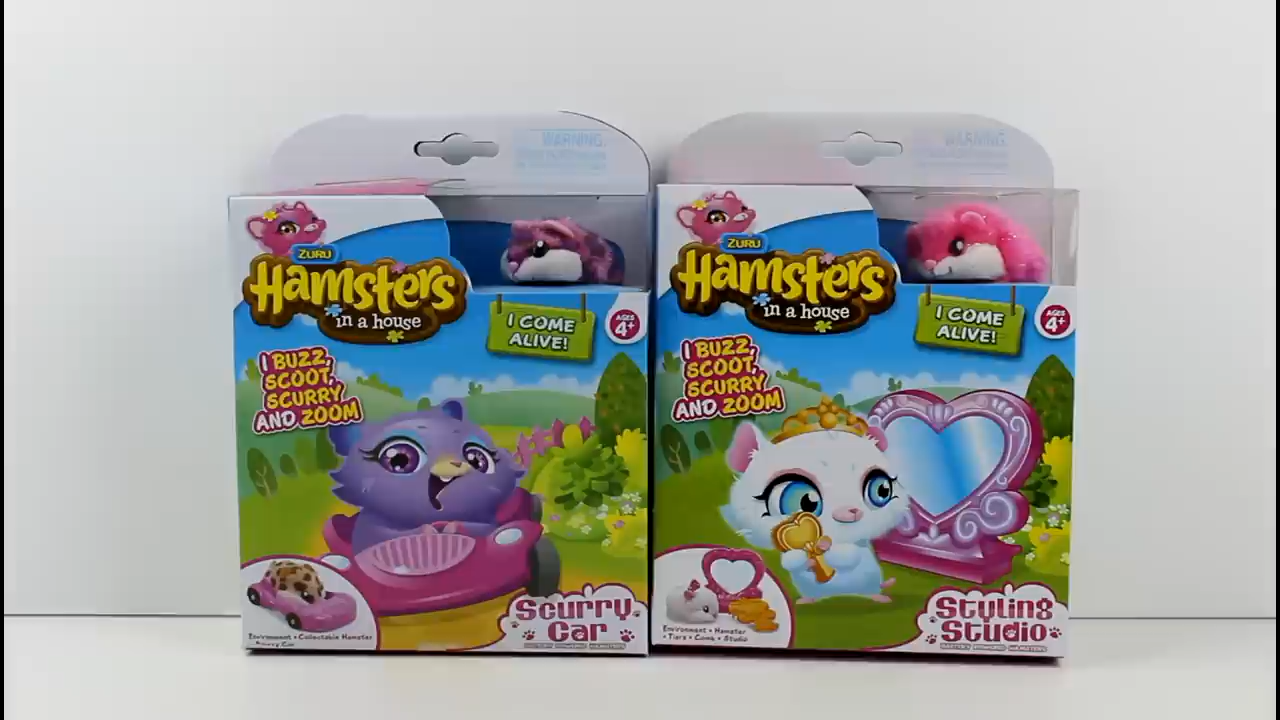 WARNING:
ZURU
Hamsters
in a house
I COME
ALIVE!
AGES
4+
I BUZZ,
SCOOT,
SCURRY
AND ZOOM
Environment • Collectable Hamster
Scurry
Car
WARNING:
ZURU
Hamsters
in a house
I COME
ALIVE!
AGES
4+
I BUZZ,
SCOOT,
SCURRY
AND ZOOM
Environment • Hamster
• Tiara • Comb • Studio
Styling
Studio